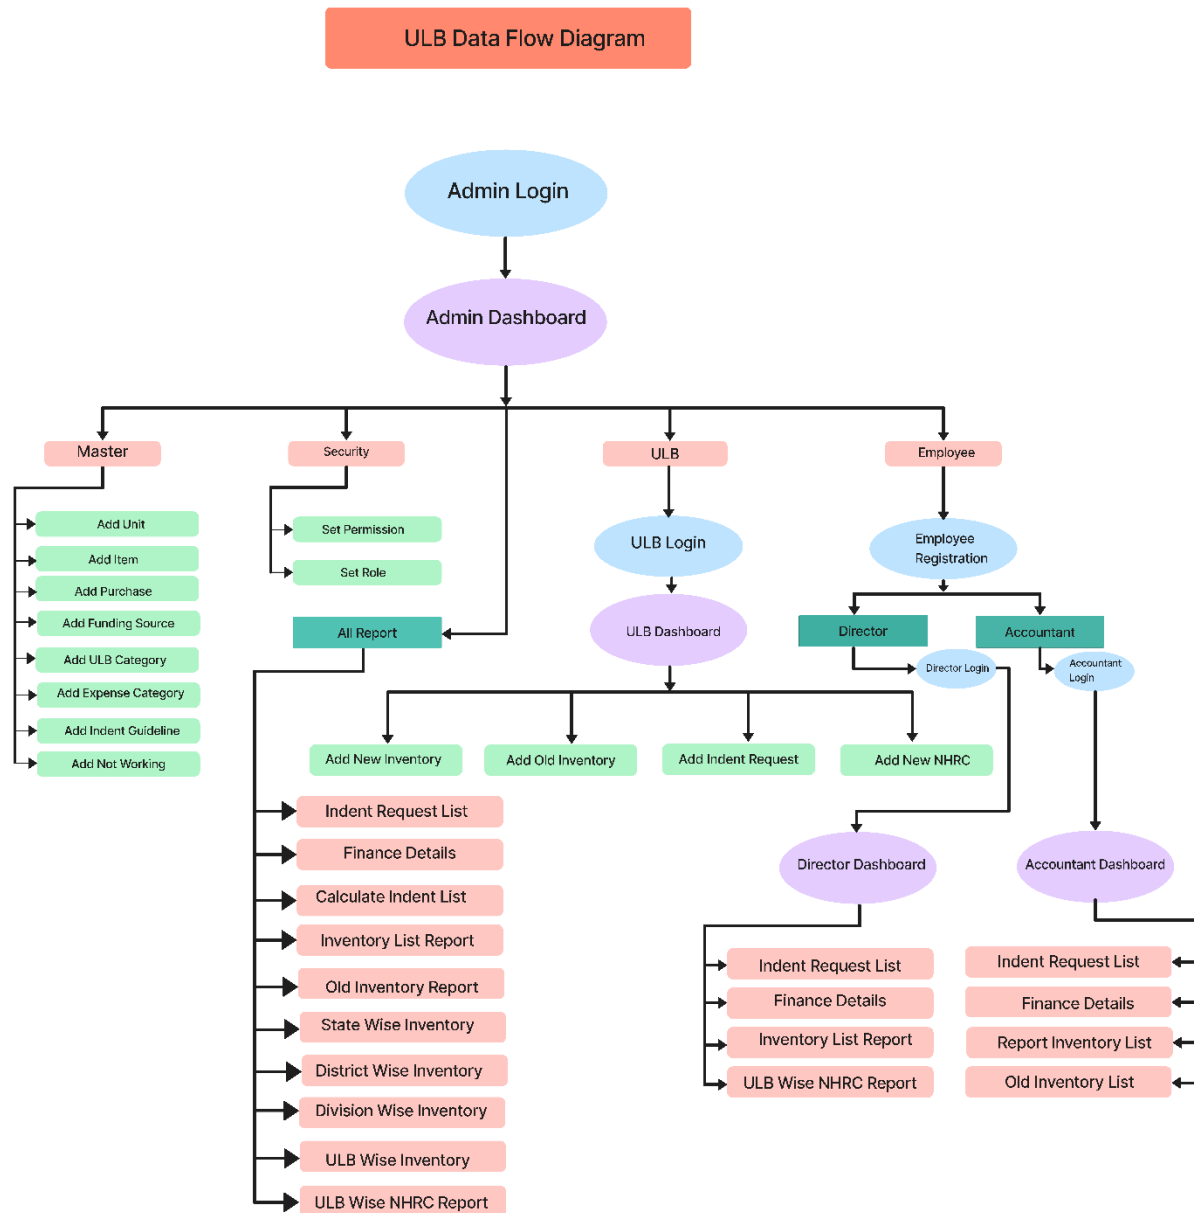 ULB Data Flow Diagram
Admin Login
Admin Dashboard
Master
Security
ULB
Employee
Add Unit
Add Item
Add Purchase
Add Funding Source
Add ULB Category
Add Expense Category
Add Indent Guideline
Add Not Working
Set Permission
Set Role
All Report
ULB Login
ULB Dashboard
Employee
Registration
Director
Accountant
Director Login
Accountant
Login
Add New Inventory
Add Old Inventory
Add Indent Request
Add New NHRC
Indent Request List
Finance Details
Calculate Indent List
Inventory List Report
Old Inventory Report
State Wise Inventory
District Wise Inventory
Division Wise Inventory
ULB Wise Inventory
ULB Wise NHRC Report
Director Dashboard
Accountant Dashboard
Indent Request List
Finance Details
Inventory List Report
ULB Wise NHRC Report
Indent Request List
Finance Details
Report Inventory List
Old Inventory List